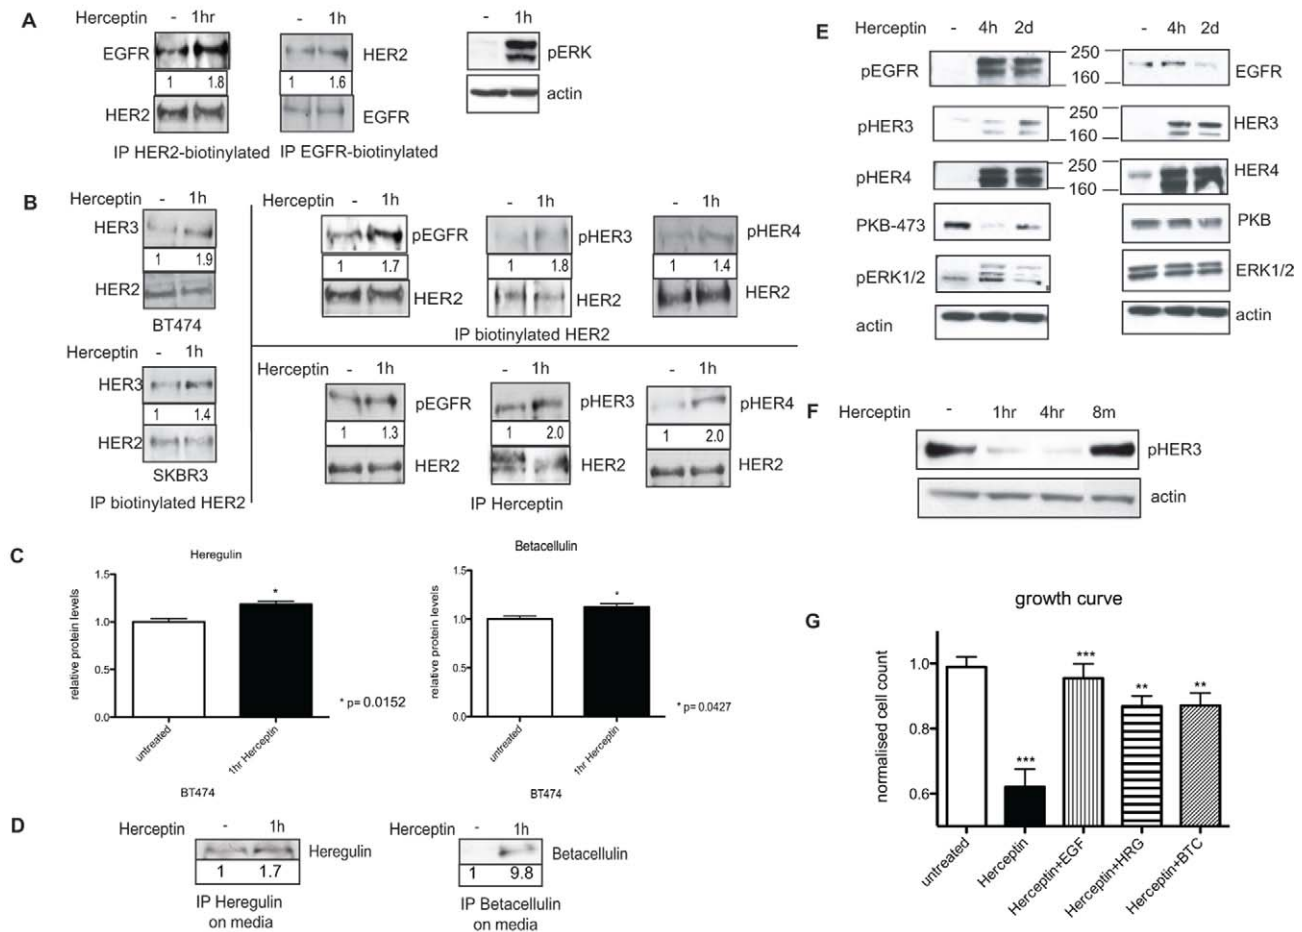 A
Herceptin - 1hr
EGFR
1 1.8
HER2
IP HER2-biotinylated
- 1h
HER2
1 1.6
EGFR
IP EGFR-biotinylated
- 1h
pERK
actin
B
Herceptin - 1h
HER3
1 1.9
HER2
BT474
Herceptin - 1h
HER3
1 1.4
HER2
SKBR3
IP biotinylated HER2
Herceptin - 1h - 1h - 1h
pEGFR pHER3 pHER4
1 1.7 1 1.8 1 1.4
HER2 HER2 HER2
IP biotinylated HER2
Herceptin - 1h - 1h - 1h
pEGFR pHER3 pHER4
1 1.3 1 2.0 1 2.0
HER2 HER2 HER2
IP Herceptin
C
Heregulin
relative protein levels
1.5
1.0
0.5
0.0
*
* p= 0.0152
untreated
1hr Herceptin
BT474
Betacellulin
relative protein levels
1.5
1.0
0.5
0.0
*
* p= 0.0427
untreated
1hr Herceptin
BT474
D
Herceptin - 1h
Heregulin
1 1.7
IP Heregulin
on media
Herceptin - 1h
Betacellulin
1 9.8
IP Betacellulin
on media
E
Herceptin - 4h 2d - 4h 2d
pEGFR 250 160 EGFR
pHER3 250 160 HER3
pHER4 250 160 HER4
PKB-473 PKB
pERK1/2 ERK1/2
actin actin
F
Herceptin - 1hr 4hr 8m
pHER3
actin
G
growth curve
normalised cell count
1.0
0.8
0.6
*** *** ** **
untreated
Herceptin
Herceptin+EGF
Herceptin+HRG
Herceptin+BTC